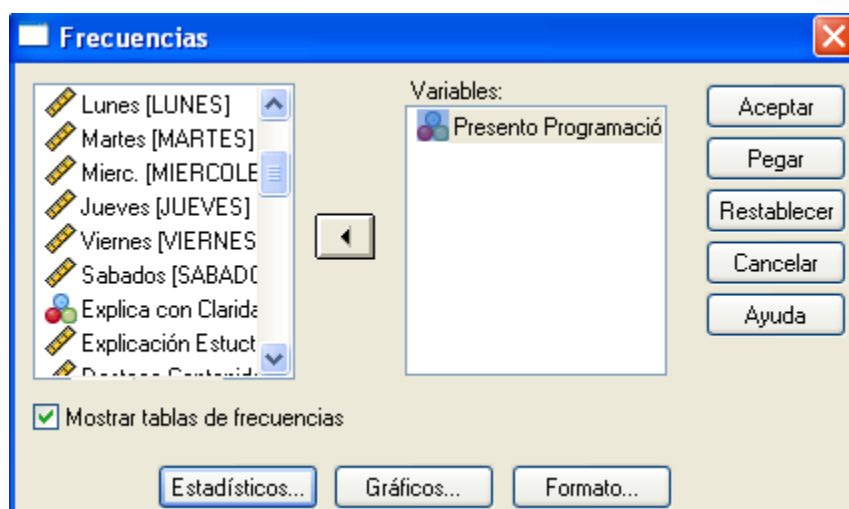 Frecuencias
Lunes [LUNES]
Martes [MARTES]
Mierc. [MIERCOLE
Jueves [JUEVES]
Viernes [VIERNES
Sabados [SABADO
Explica con Clarida
Explicación Estuct
Variables:
Presento Programació
Aceptar
Pegar
Restablecer
Cancelar
Ayuda
Mostrar tablas de frecuencias
Estadísticos...
Gráficos...
Formato...